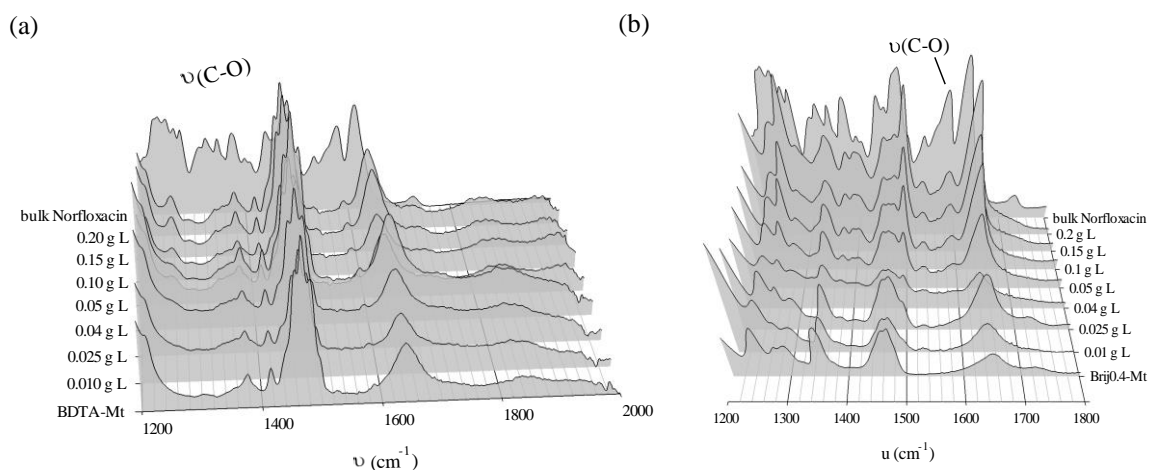 (a)
υ(C-O)
bulk Norfloxacin
0.20 g L
0.15 g L
0.10 g L
0.05 g L
0.04 g L
0.025 g L
0.010 g L
BDTA-Mt
1200
1400
1600
1800
2000
υ (cm⁻¹)
(b)
υ(C-O)
bulk Norfloxacin
0.2 g L
0.15 g L
0.1 g L
0.05 g L
0.04 g L
0.025 g L
0.01 g L
Brij0.4-Mt
1200
1300
1400
1500
1600
1700
1800
u (cm⁻¹)